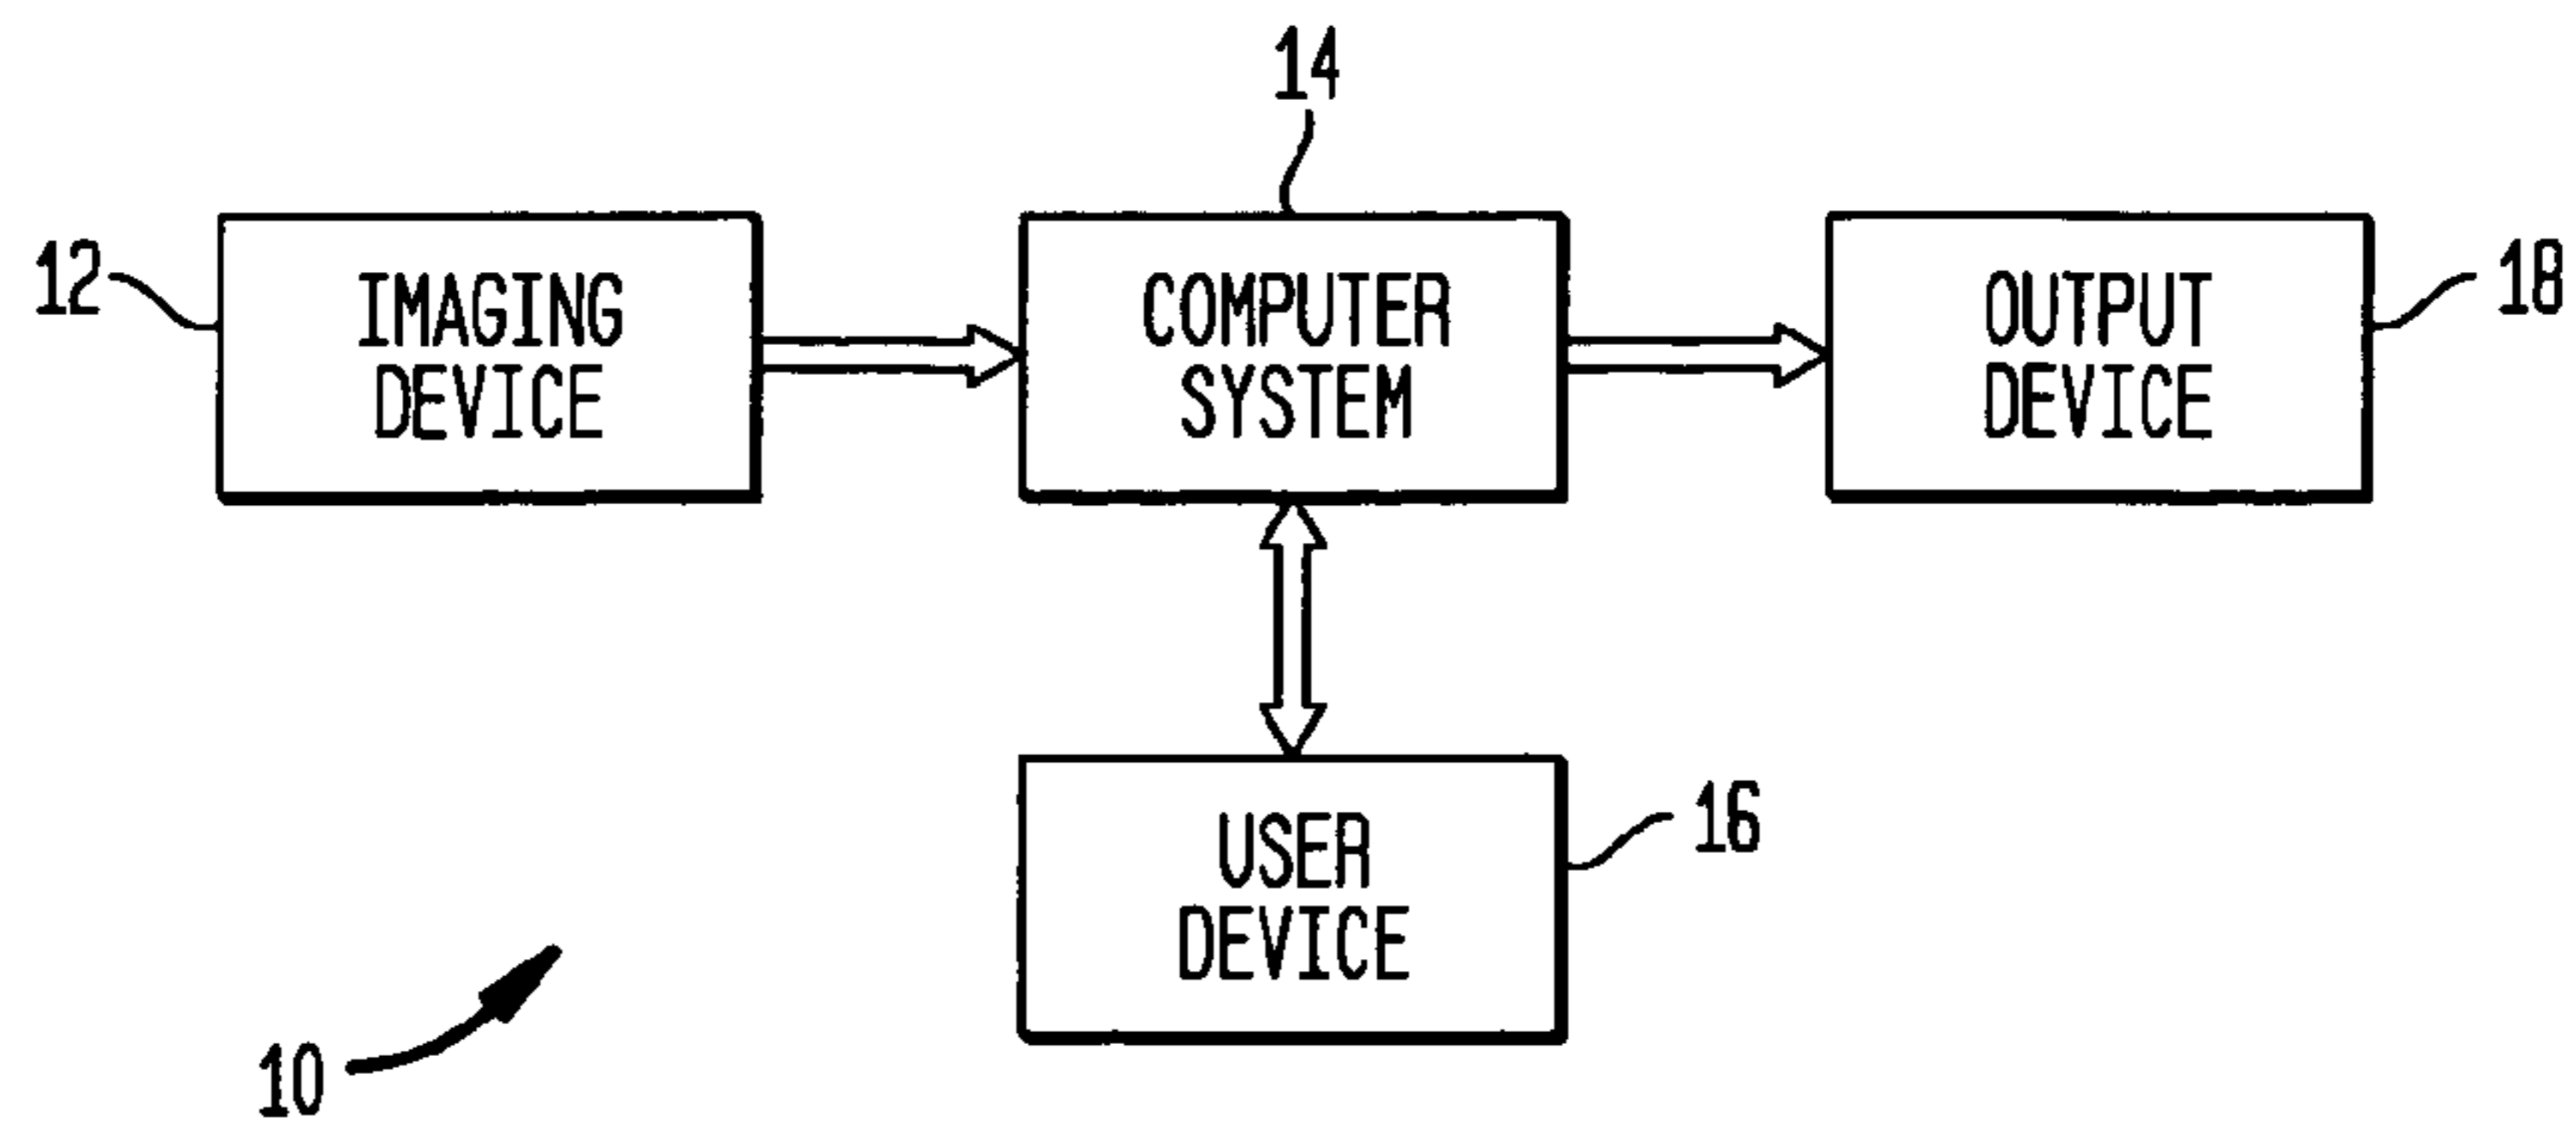 14
12
IMAGING
DEVICE
COMPUTER
SYSTEM
OUTPUT
DEVICE
18
USER
DEVICE
16
10